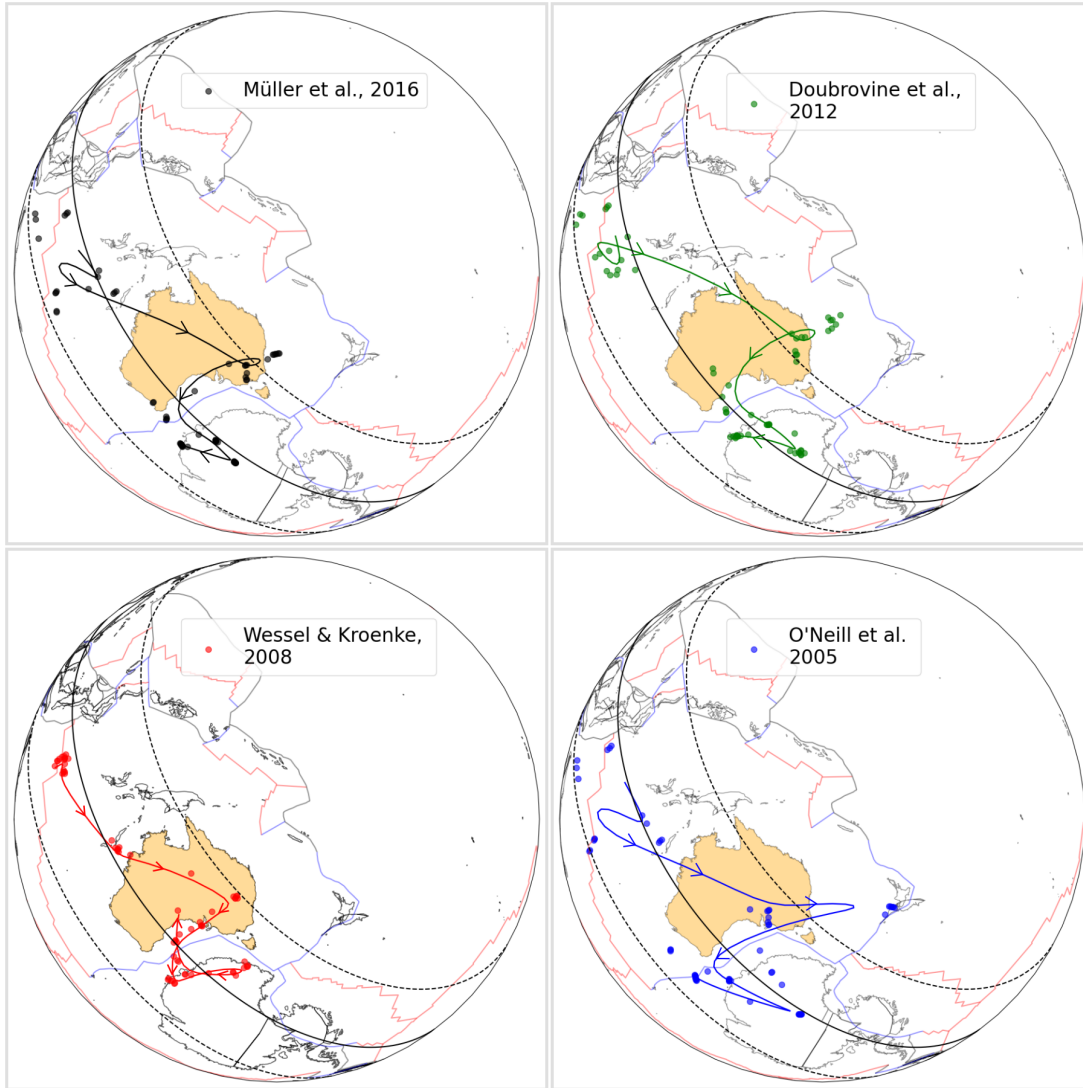 Müller et al., 2016
Doubrovine et al.,
2012
Wessel & Kroenke,
2008
O'Neill et al.
2005